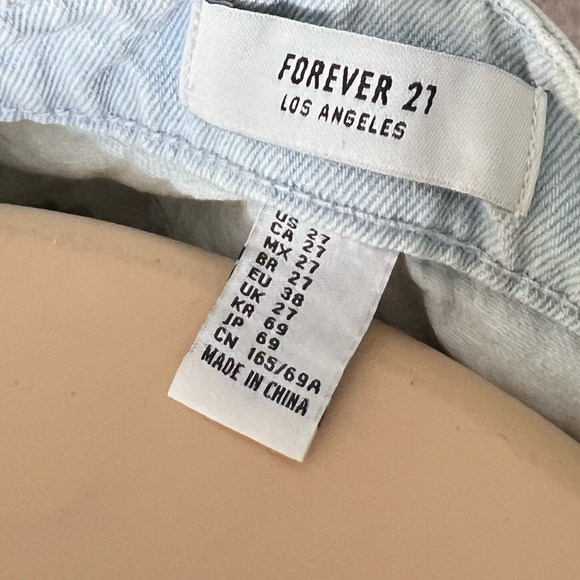 FOREVER 21
LOS ANGELES
US 27
CA 27
MX 27
BR 27
EU 38
UK 27
KR 69
JP 69
CN 165/69A
MADE IN CHINA